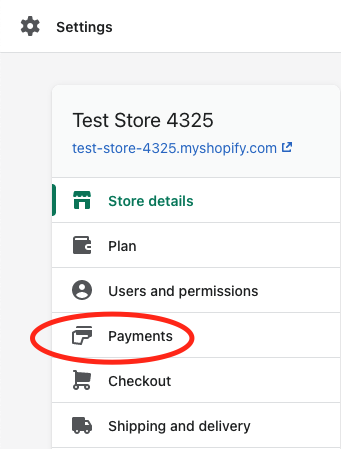 Settings
Test Store 4325
test-store-4325.myshopify.com
Store details
Plan
Users and permissions
Payments
Checkout
Shipping and delivery